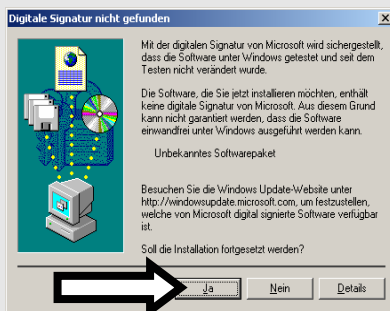 Digitale Signatur nicht gefunden
Mit der digitalen Signatur von Microsoft wird sichergestellt,
dass die Software unter Windows getestet und seit dem
Testen nicht verändert wurde.
Die Software, die Sie jetzt installieren möchten, enthält
keine digitale Signatur von Microsoft. Aus diesem Grund
kann nicht garantiert werden, dass die Software
einwandfrei unter Windows ausgeführt werden kann.
Unbekanntes Softwarepaket
Besuchen Sie die Windows Update-Website unter
http://windowsupdate.microsoft.com, um festzustellen,
welche von Microsoft digital signierte Software verfügbar
ist.
Soll die Installation fortgesetzt werden?
Ja Nein Details